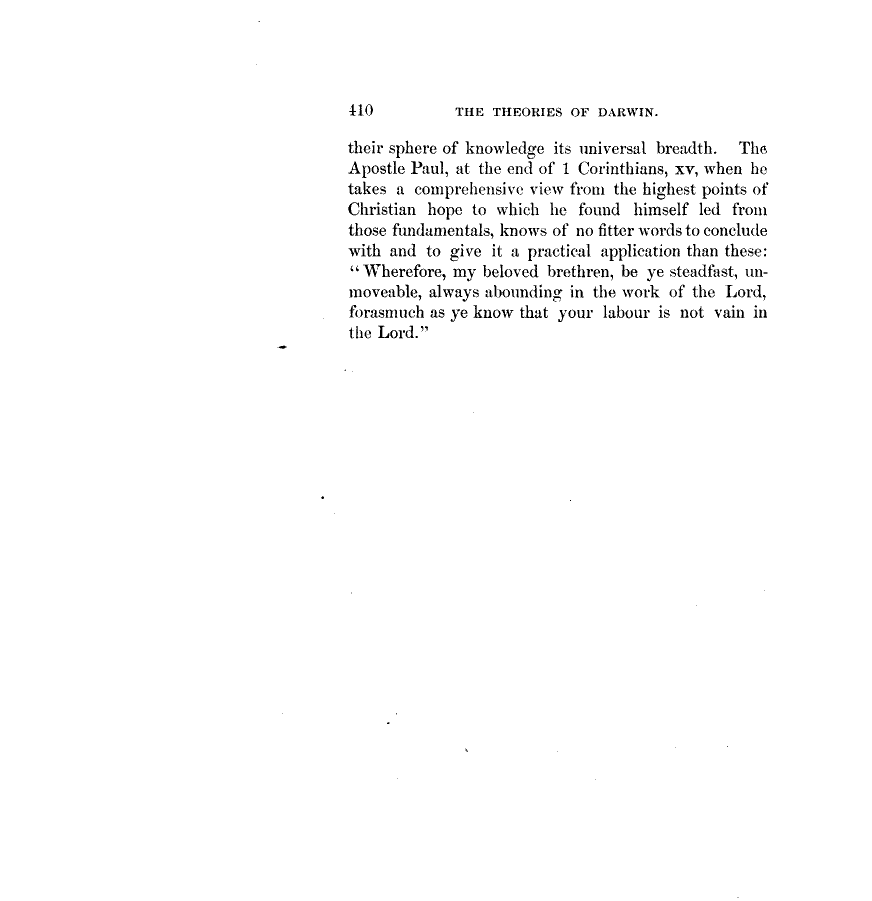 410 THE THEORIES OF DARWIN.
their sphere of knowledge its universal breadth. The
Apostle Paul, at the end of 1 Corinthians, xv, when he
takes a comprehensive view from the highest points of
Christian hope to which he found himself led from
those fundamentals, knows of no fitter words to conclude
with and to give it a practical application than these:
“Wherefore, my beloved brethren, be ye steadfast, un-
moveable, always abounding in the work of the Lord,
forasmuch as ye know that your labour is not vain in
the Lord.”